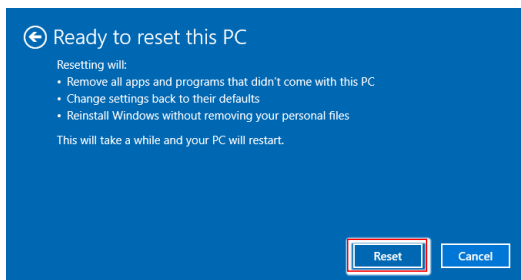 Ready to reset this PC
Resetting will:
• Remove all apps and programs that didn't come with this PC
• Change settings back to their defaults
• Reinstall Windows without removing your personal files
This will take a while and your PC will restart.
Reset Cancel